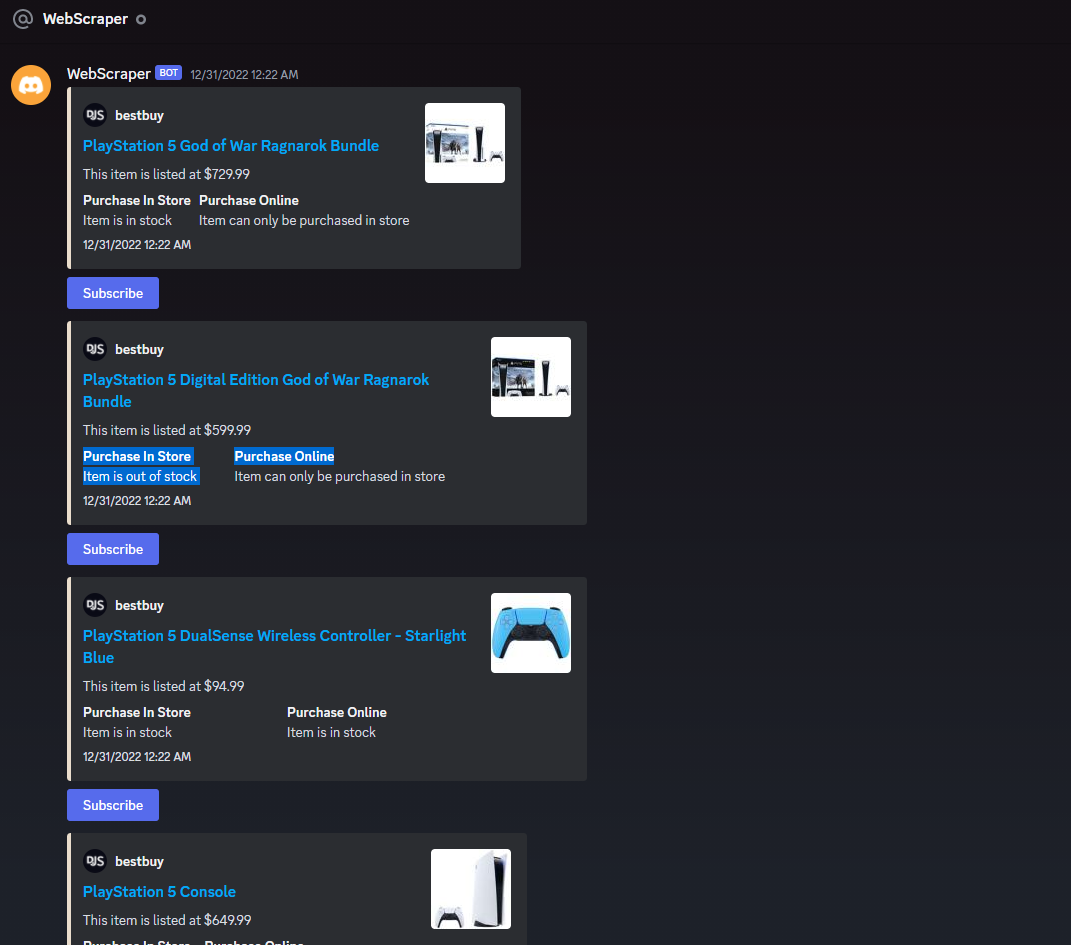 WebScraper
WebScraper BOT 12/31/2022 12:22 AM
DJS bestbuy
PlayStation 5 God of War Ragnarok Bundle
This item is listed at $729.99
Purchase In Store Purchase Online
Item is in stock Item can only be purchased in store
12/31/2022 12:22 AM
Subscribe
DJS bestbuy
PlayStation 5 Digital Edition God of War Ragnarok
Bundle
This item is listed at $599.99
Purchase In Store Purchase Online
Item is out of stock Item can only be purchased in store
12/31/2022 12:22 AM
Subscribe
DJS bestbuy
PlayStation 5 DualSense Wireless Controller - Starlight
Blue
This item is listed at $94.99
Purchase In Store Purchase Online
Item is in stock Item is in stock
12/31/2022 12:22 AM
Subscribe
DJS bestbuy
PlayStation 5 Console
This item is listed at $649.99
Purchase In Store Purchase Online